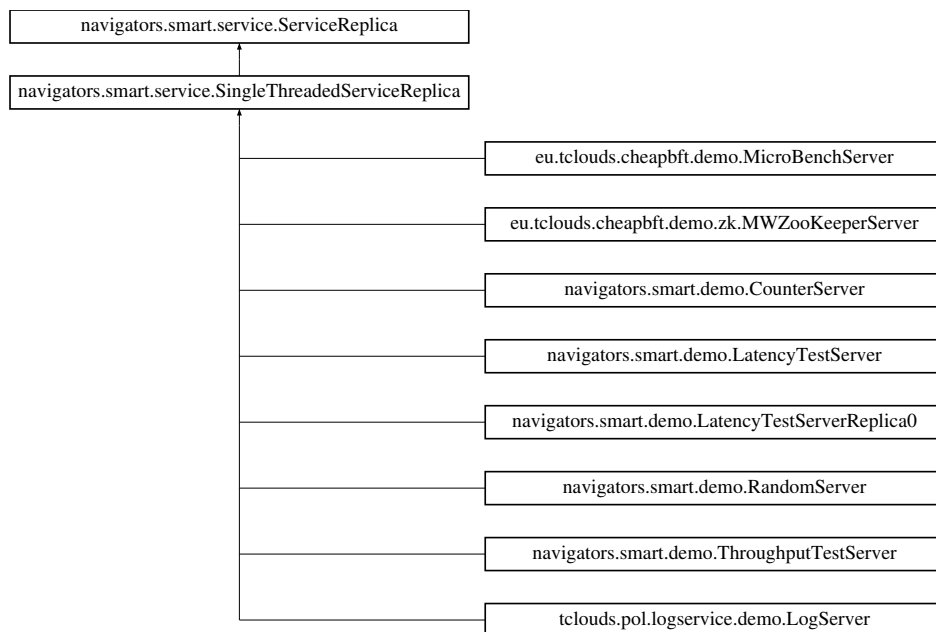 navigators.smart.service.ServiceReplica
navigators.smart.service.SingleThreadedServiceReplica
eu.tclouds.cheapbft.demo.MicroBenchServer
eu.tclouds.cheapbft.demo.zk.MWZooKeeperServer
navigators.smart.demo.CounterServer
navigators.smart.demo.LatencyTestServer
navigators.smart.demo.LatencyTestServerReplica0
navigators.smart.demo.RandomServer
navigators.smart.demo.ThroughputTestServer
tclouds.pol.logservice.demo.LogServer